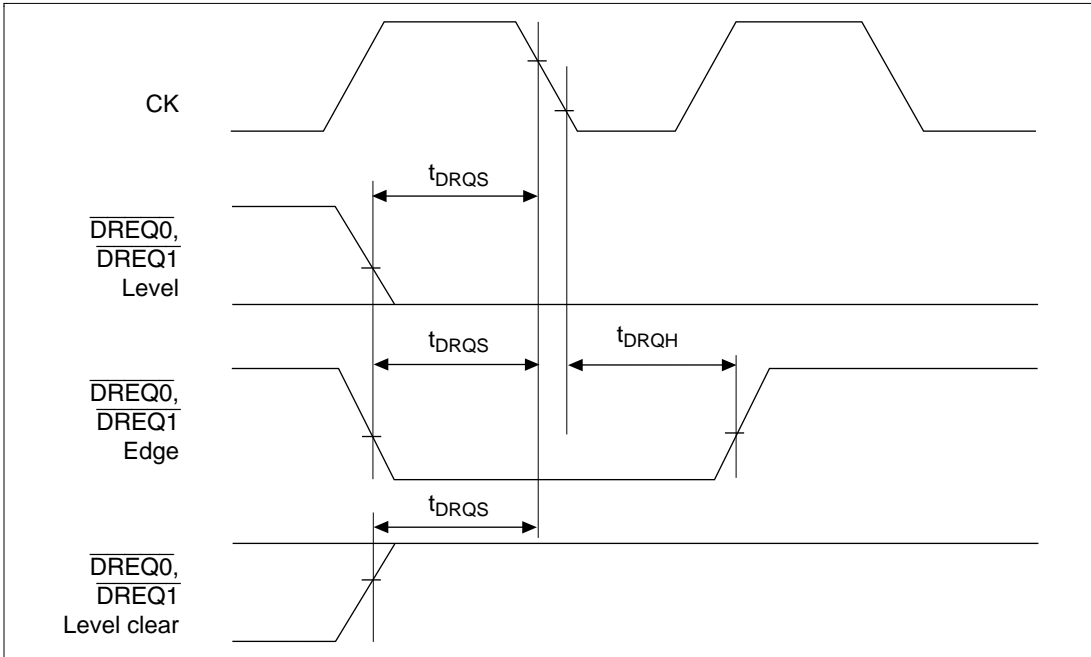 CK
tDRQS
DREQ0,
DREQ1
Level
tDRQS
tDRQH
DREQ0,
DREQ1
Edge
tDRQS
DREQ0,
DREQ1
Level clear